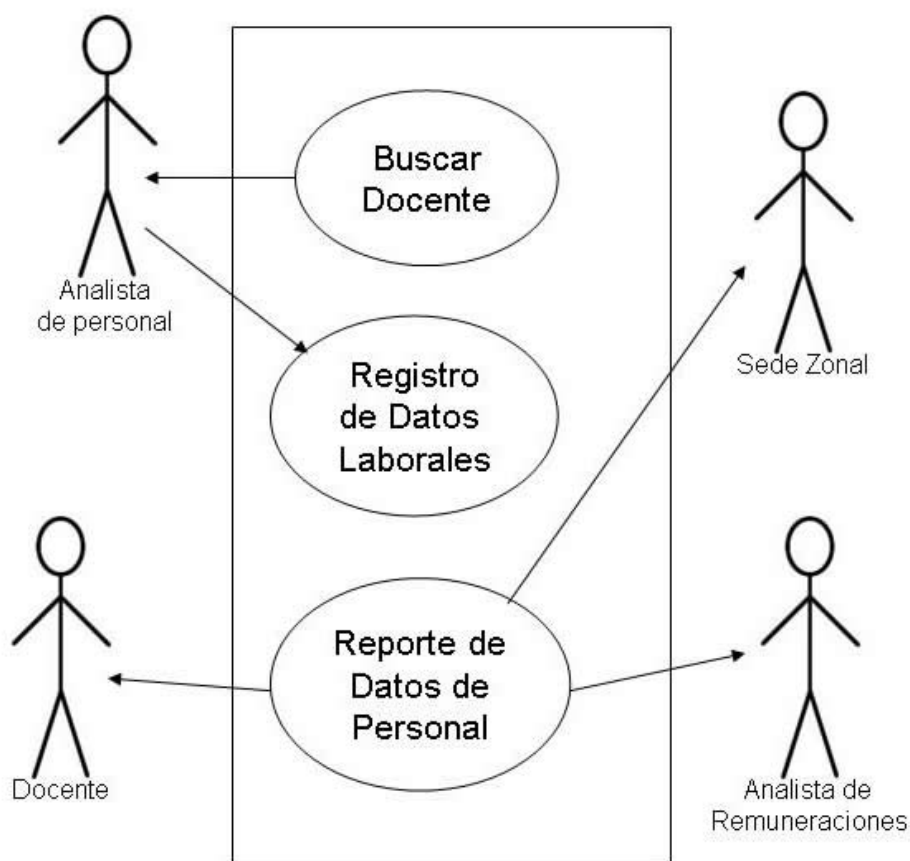 Buscar
Docente
Analista
de personal
Registro
de Datos
Laborales
Sede Zonal
Reporte de
Datos de
Personal
Docente
Analista de
Remuneraciones